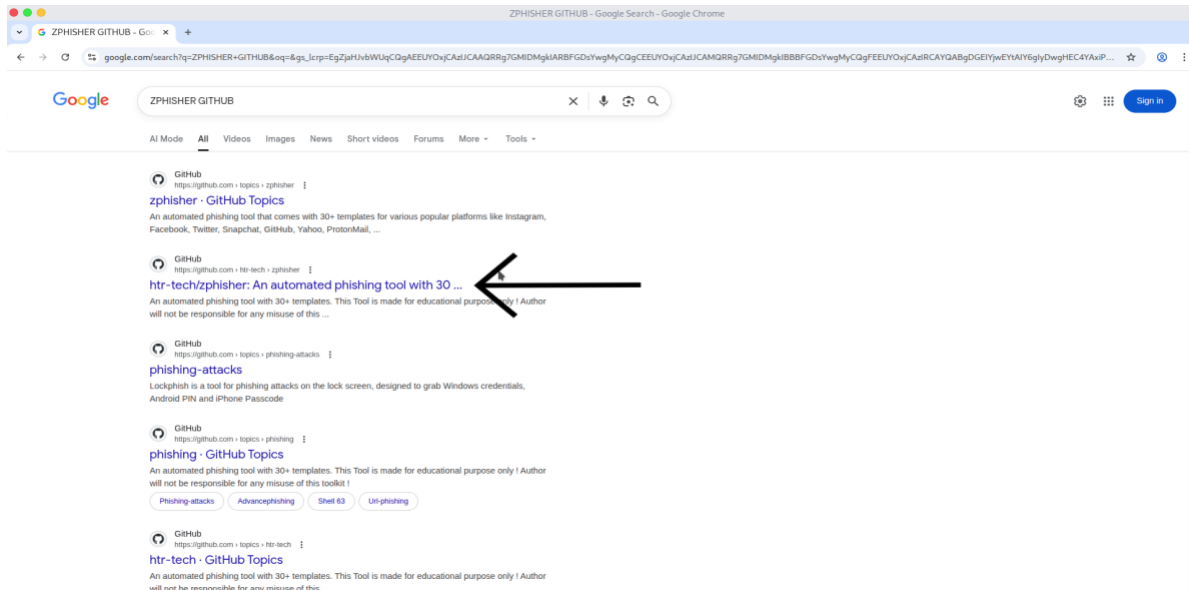 ZPHISHER GITHUB - Google Search - Google Chrome
ZPHISHER GITHUB - Goo
Google
ZPHISHER GITHUB
Sign in
AI Mode All Videos Images News Short videos Forums More Tools
GitHub
https://github.com › topics › zphisher
zphisher · GitHub Topics
An automated phishing tool that comes with 30+ templates for various popular platforms like Instagram,
Facebook, Twitter, Snapchat, GitHub, Yahoo, ProtonMail, ...
GitHub
https://github.com › htr-tech › zphisher
htr-tech/zphisher: An automated phishing tool with 30 ...
An automated phishing tool with 30+ templates. This Tool is made for educational purpose only ! Author
will not be responsible for any misuse of this ...
GitHub
https://github.com › topics › phishing-attacks
phishing-attacks
Lockphish is a tool for phishing attacks on the lock screen, designed to grab Windows credentials,
Android PIN and iPhone Passcode
GitHub
https://github.com › topics › phishing
phishing · GitHub Topics
An automated phishing tool with 30+ templates. This Tool is made for educational purpose only ! Author
will not be responsible for any misuse of this toolkit !
Phishing-attacks Advancephishing Shell 63 Url-phishing
GitHub
https://github.com › topics › htr-tech
htr-tech · GitHub Topics
An automated phishing tool with 30+ templates. This Tool is made for educational purpose only ! Author
will not be responsible for any misuse of this